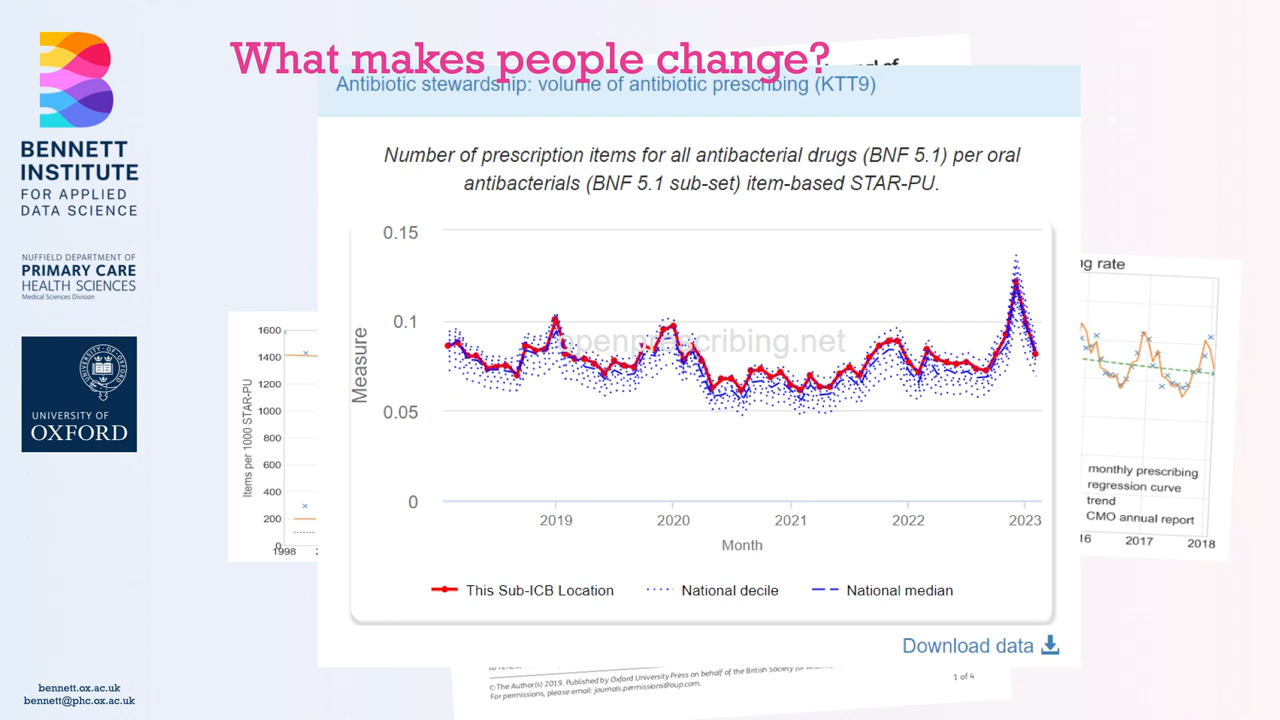 What makes people change?
BENNETT
INSTITUTE
FOR APPLIED
DATA SCIENCE
NUFFIELD DEPARTMENT OF
PRIMARY CARE
HEALTH SCIENCES
Medical Sciences Division
UNIVERSITY OF
OXFORD
bennett.ox.ac.uk
bennett@phc.ox.ac.uk
Antibiotic stewardship: volume of antibiotic prescribing (KTT9)
Number of prescription items for all antibacterial drugs (BNF 5.1) per oral
antibacterials (BNF 5.1 sub-set) item-based STAR-PU.
openprescribing.net
Measure
0.15
0.1
0.05
0
2019 2020 2021 2022 2023
Month
This Sub-ICB Location National decile National median
Download data
Items per 1000 STAR-PU
1600
1400
1200
1000
800
600
400
200
0
1998
rate
monthly prescribing
regression curve
trend
CMO annual report
2017 2018
© The Author(s) 2019. Published by Oxford University Press on behalf of the British Society for
For permissions, please email: journals.permissions@oup.com.
1 of 4